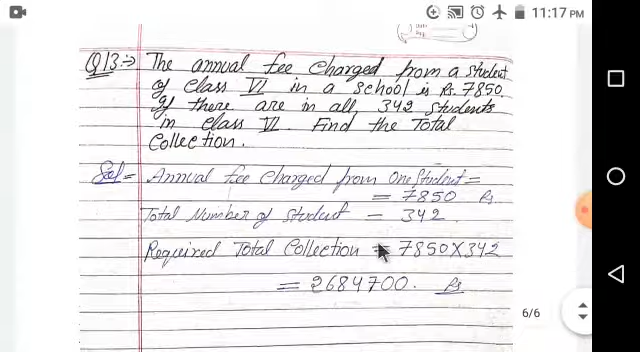 11:17 PM
Q13:→ The annual fee charged from a student
of class VI in a school is Rs. 7850.
If there are in all 342 students
in class VI. Find the Total
Collection.
Sol= Annual fee Charged from One Student =
= 7850 Rs.
Total Number of Student = 342.
Required Total Collection = 7850X342
= 2684700. Rs
6/6